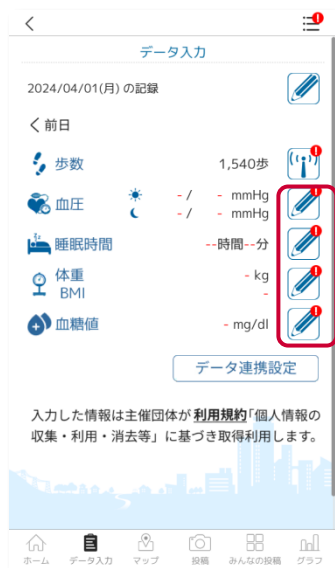 データ入力
2024/04/01(月) の記録
前日
歩数 1,540歩
血圧 - / - mmHg
- / - mmHg
睡眠時間 --時間--分
体重 - kg
BMI -
血糖値 - mg/dl
データ連携設定
入力した情報は主催団体が利用規約「個人情報の
収集・利用・消去等」に基づき取得利用します。
ホーム データ入力 マップ 投稿 みんなの投稿 グラフ